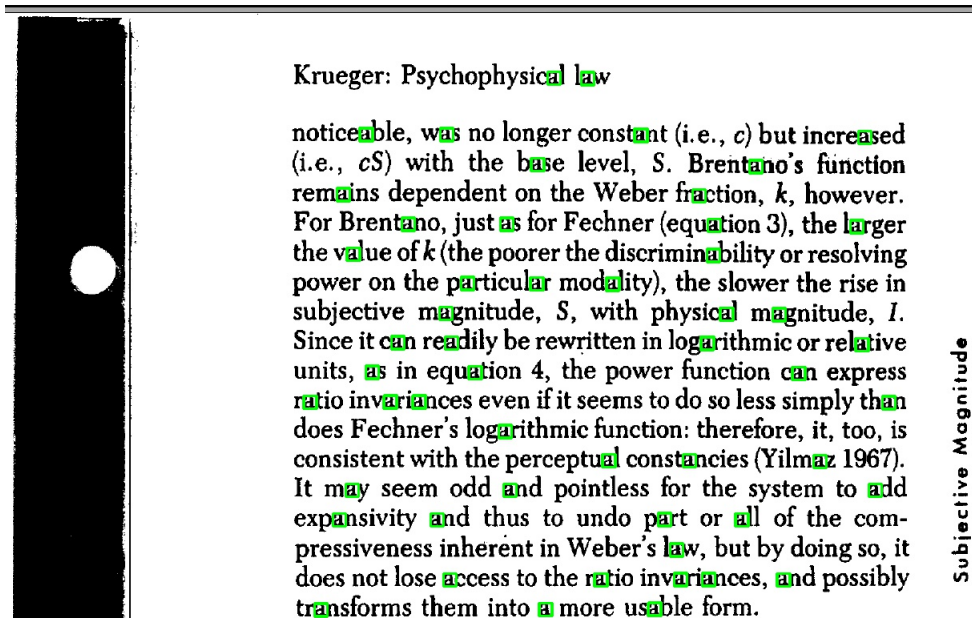 Krueger: Psychophysical law
noticeable, was no longer constant (i.e., c) but increased
(i.e., cS) with the base level, S. Brentano's function
remains dependent on the Weber fraction, k, however.
For Brentano, just as for Fechner (equation 3), the larger
the value of k (the poorer the discriminability or resolving
power on the particular modality), the slower the rise in
subjective magnitude, S, with physical magnitude, I.
Since it can readily be rewritten in logarithmic or relative
units, as in equation 4, the power function can express
ratio invariances even if it seems to do so less simply than
does Fechner's logarithmic function: therefore, it, too, is
consistent with the perceptual constancies (Yilmaz 1967).
It may seem odd and pointless for the system to add
expansivity and thus to undo part or all of the com-
pressiveness inherent in Weber's law, but by doing so, it
does not lose access to the ratio invariances, and possibly
transforms them into a more usable form.
Subjective Magnitude